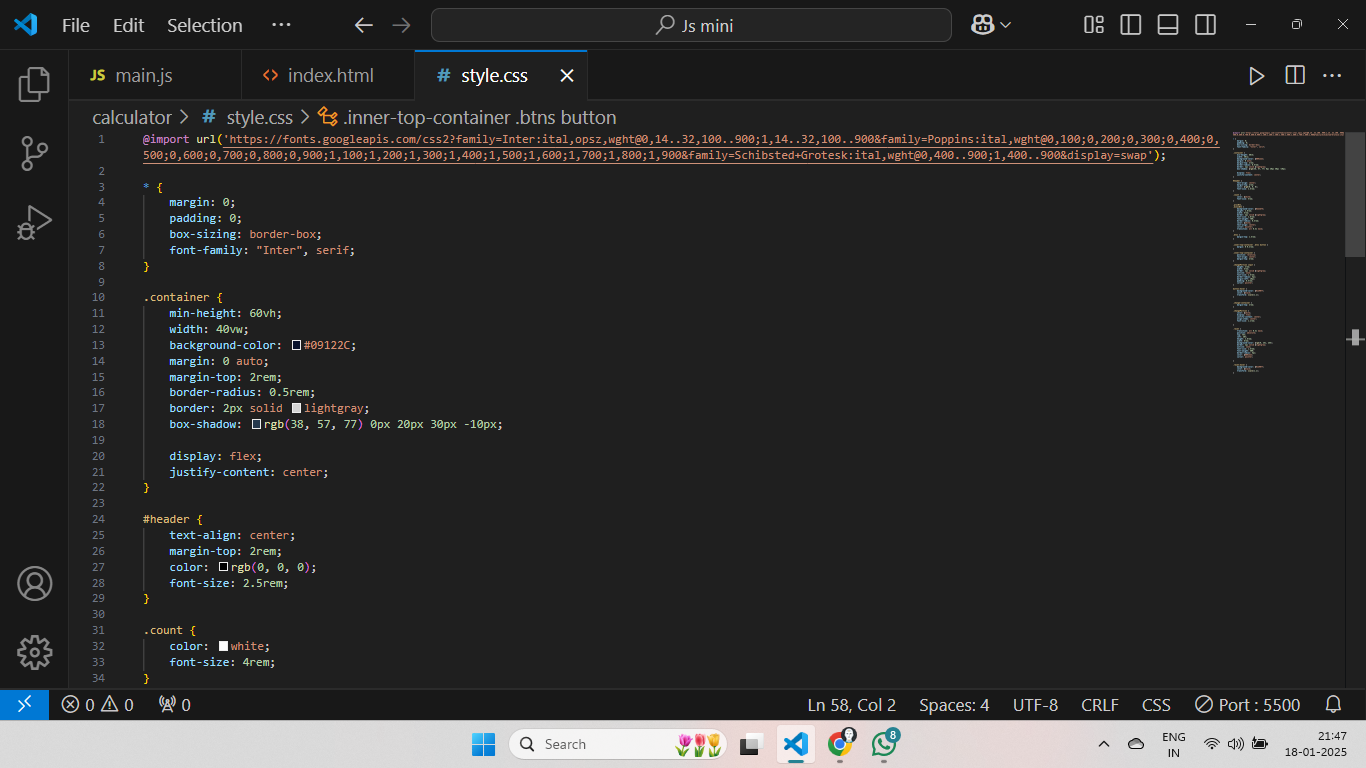 File Edit Selection ··· Js mini
JS main.js <> index.html # style.css
calculator > # style.css > .inner-top-container .btns button
1 @import url('https://fonts.googleapis.com/css2?family=Inter:ital,opsz,wght@0,14..32,100..900;1,14..32,100..900&family=Poppins:ital,wght@0,100;0,200;0,300;0,400;0,
500;0,600;0,700;0,800;0,900;1,100;1,200;1,300;1,400;1,500;1,600;1,700;1,800;1,900&family=Schibsted+Grotesk:ital,wght@0,400..900;1,400..900&display=swap');
2
3 * {
4 margin: 0;
5 padding: 0;
6 box-sizing: border-box;
7 font-family: "Inter", serif;
8 }
9
10 .container {
11 min-height: 60vh;
12 width: 40vw;
13 background-color: #09122C;
14 margin: 0 auto;
15 margin-top: 2rem;
16 border-radius: 0.5rem;
17 border: 2px solid lightgray;
18 box-shadow: rgb(38, 57, 77) 0px 20px 30px -10px;
19
20 display: flex;
21 justify-content: center;
22 }
23
24 #header {
25 text-align: center;
26 margin-top: 2rem;
27 color: rgb(0, 0, 0);
28 font-size: 2.5rem;
29 }
30
31 .count {
32 color: white;
33 font-size: 4rem;
34 }
0 0 0 Ln 58, Col 2 Spaces: 4 UTF-8 CRLF CSS Port : 5500
Search 8 ENG 21:47
IN 18-01-2025